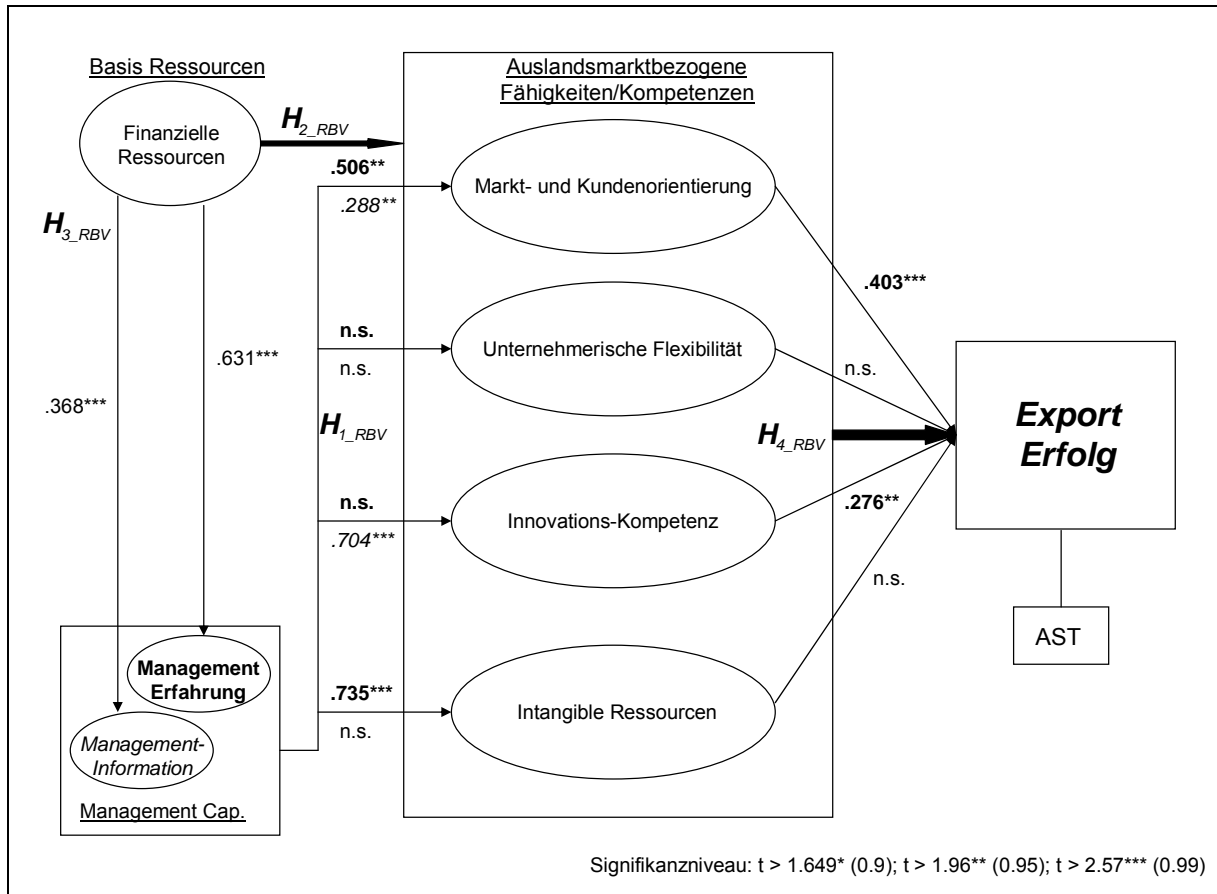 Basis Ressourcen
Finanzielle
Ressourcen
H2_RBV
H3_RBV
.368***
.631***
Management
Erfahrung
Management-
Information
Management Cap.
H1_RBV
Auslandsmarktbezogene
Fähigkeiten/Kompetenzen
.506**
.288**
Markt- und Kundenorientierung
n.s.
n.s.
Unternehmerische Flexibilität
n.s.
.704***
Innovations-Kompetenz
.735***
n.s.
Intangible Ressourcen
.403***
n.s.
H4_RBV
.276**
n.s.
Export
Erfolg
AST
Signifikanzniveau: t > 1.649* (0.9); t > 1.96** (0.95); t > 2.57*** (0.99)